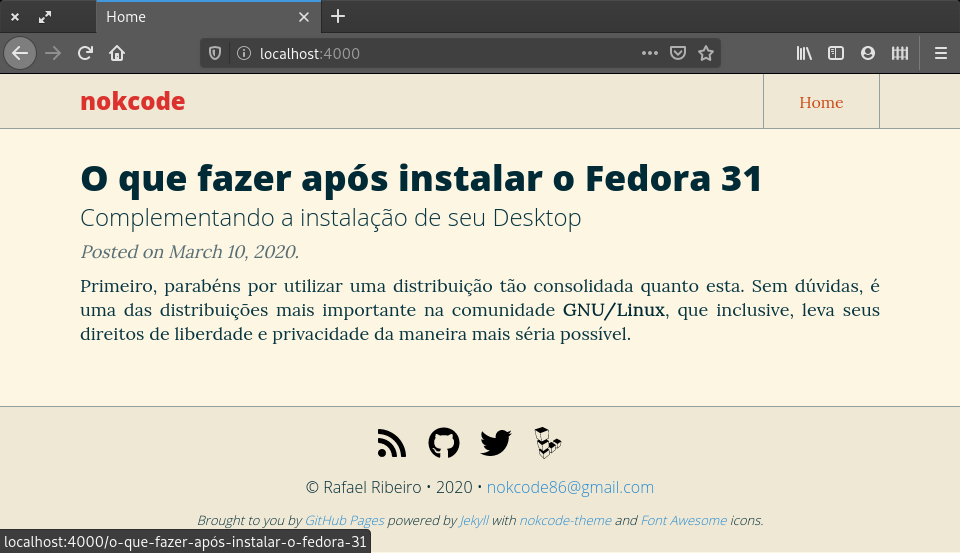 Home
localhost:4000
nokcode
Home
O que fazer após instalar o Fedora 31
Complementando a instalação de seu Desktop
Posted on March 10, 2020.
Primeiro, parabéns por utilizar uma distribuição tão consolidada quanto esta. Sem dúvidas, é
uma das distribuições mais importante na comunidade GNU/Linux, que inclusive, leva seus
direitos de liberdade e privacidade da maneira mais séria possível.
© Rafael Ribeiro • 2020 • nokcode86@gmail.com
Brought to you by GitHub Pages powered by Jekyll with nokcode-theme and Font Awesome icons.
localhost:4000/o-que-fazer-após-instalar-o-fedora-31